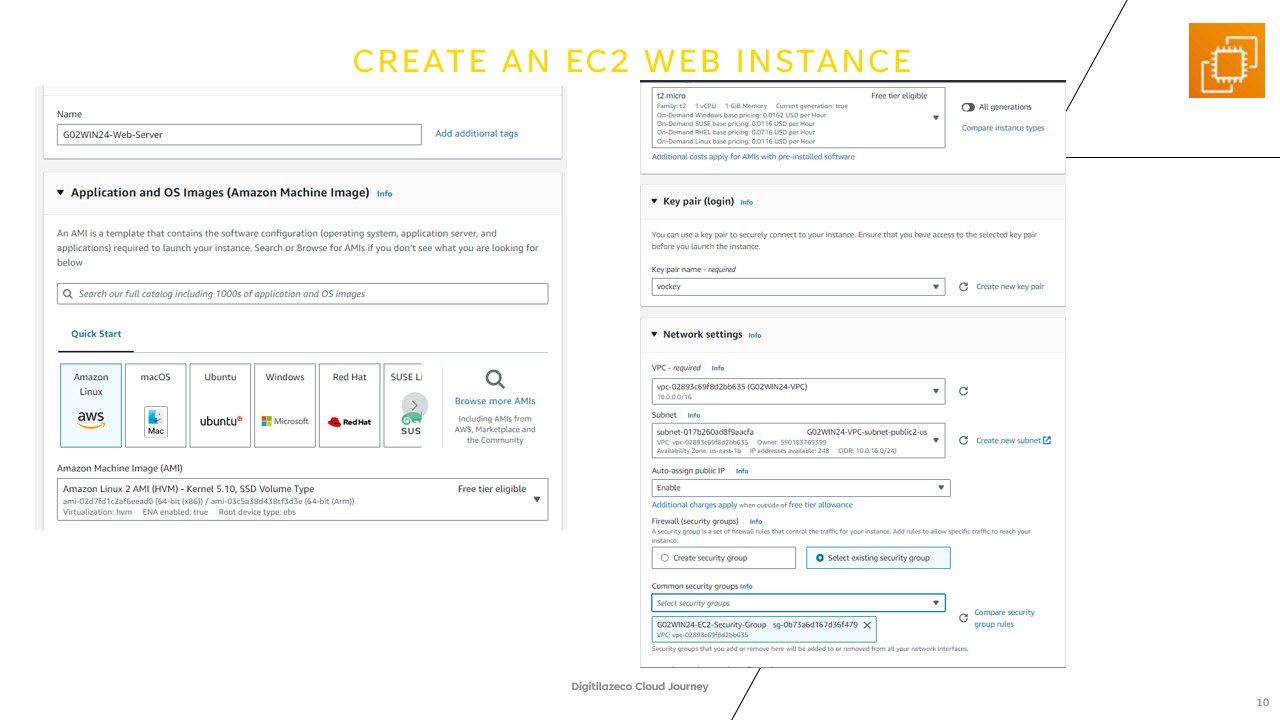 CREATE AN EC2 WEB INSTANCE
Name
G02WIN24-Web-Server
Add additional tags
Application and OS Images (Amazon Machine Image) Info
An AMI is a template that contains the software configuration (operating system, application server, and
applications) required to launch your instance. Search or Browse for AMIs if you don't see what you are looking for
below
Search our full catalog including 1000s of application and OS images
Quick Start
Amazon
Linux
aws
macOS
Mac
Ubuntu
ubuntu
Windows
Microsoft
Red Hat
Red Hat
SUSE Li
SUS
Browse more AMIs
Including AMIs from
AWS, Marketplace and
the Community
Amazon Machine Image (AMI)
Amazon Linux 2 AMI (HVM) - Kernel 5.10, SSD Volume Type
Free tier eligible
ami-02d7fd1c2af6eead0 (64-bit (x86)) / ami-03c5a38d438cf3d3e (64-bit (Arm))
Virtualization: hvm ENA enabled: true Root device type: ebs
t2.micro
Free tier eligible
Family: t2 1 vCPU 1 GiB Memory Current generation: true
On-Demand Windows base pricing: 0.0162 USD per Hour
On-Demand SUSE base pricing: 0.0116 USD per Hour
On-Demand RHEL base pricing: 0.0716 USD per Hour
On-Demand Linux base pricing: 0.0116 USD per Hour
All generations
Compare instance types
Additional costs apply for AMIs with pre-installed software
Key pair (login) Info
You can use a key pair to securely connect to your instance. Ensure that you have access to the selected key pair
before you launch the instance.
Key pair name - required
vockey
Create new key pair
Network settings Info
VPC - required Info
vpc-02893c69f8d2bb635 (G02WIN24-VPC)
10.0.0.0/16
Subnet Info
subnet-017b260ad8f9aacfa G02WIN24-VPC-subnet-public2-us
VPC: vpc-02893c69f8d2bb635 Owner: 590183769399
Availability Zone: us-east-1b IP addresses available: 248 CIDR: 10.0.16.0/24)
Create new subnet
Auto-assign public IP Info
Enable
Additional charges apply when outside of free tier allowance
Firewall (security groups) Info
A security group is a set of firewall rules that control the traffic for your instance. Add rules to allow specific traffic to reach your
instance.
Create security group
Select existing security group
Common security groups Info
Select security groups
Compare security
group rules
G02WIN24-EC2-Security-Group sg-0b73a6d167d36f479
VPC: vpc-02893c69f8d2bb635
Security groups that you add or remove here will be added to or removed from all your network interfaces.
Digitilazeco Cloud Journey
10